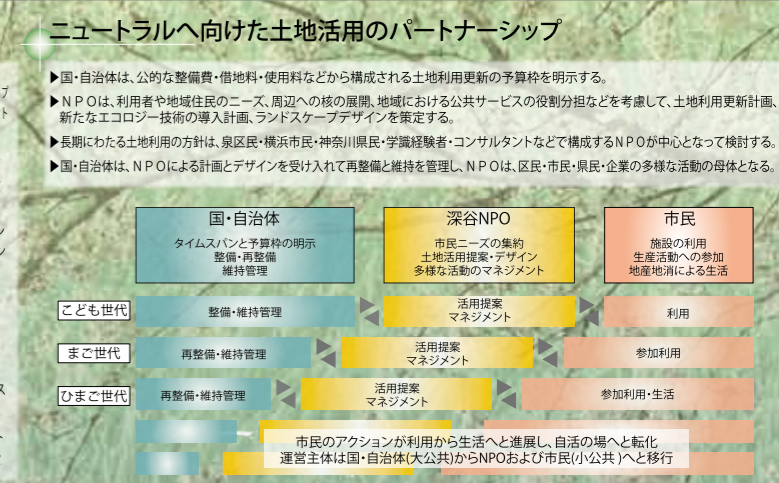 ニュートラルへ向けた土地活用のパートナーシップ
▶国・自治体は、公的な整備費・借地料・使用料などから構成される土地利用更新の予算枠を明示する。
▶NPOは、利用者や地域住民のニーズ、周辺への核の展開、地域における公共サービスの役割分担などを考慮して、土地利用更新計画、
新たなエコロジー技術の導入計画、ランドスケープデザインを策定する。
▶長期にわたる土地利用の方針は、泉区民・横浜市民・神奈川県民・学識経験者・コンサルタントなどで構成するNPOが中心となって検討する。
▶国・自治体は、NPOによる計画とデザインを受け入れて再整備と維持を管理し、NPOは、区民・市民・県民・企業の多様な活動の母体となる。
国・自治体
タイムスパンと予算枠の明示
整備・再整備
維持管理
深谷NPO
市民ニーズの集約
土地活用提案・デザイン
多様な活動のマネジメント
市民
施設の利用
生産活動への参加
地産地消による生活
こども世代
整備・維持管理
活用提案
マネジメント
利用
まご世代
再整備・維持管理
活用提案
マネジメント
参加利用
ひまご世代
再整備・維持管理
活用提案
マネジメント
参加利用・生活
市民のアクションが利用から生活へと進展し、自活の場へと転化
運営主体は国・自治体(大公共)からNPOおよび市民(小公共)へと移行